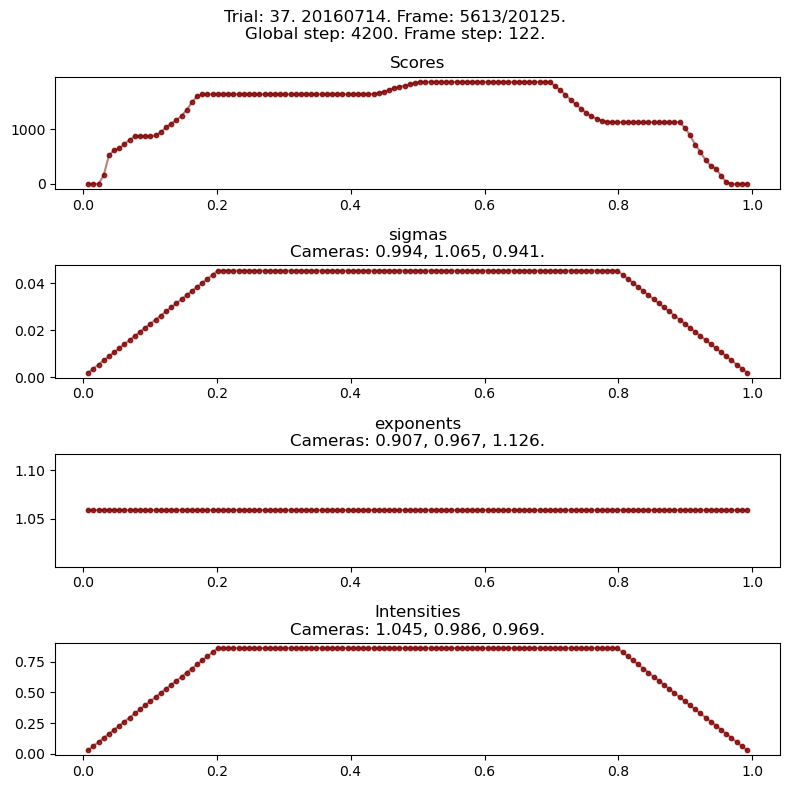 Trial: 37. 20160714. Frame: 5613/20125.
Global step: 4200. Frame step: 122.
Scores
1000
0
0.0 0.2 0.4 0.6 0.8 1.0
sigmas
Cameras: 0.994, 1.065, 0.941.
0.04
0.02
0.00
0.0 0.2 0.4 0.6 0.8 1.0
exponents
Cameras: 0.907, 0.967, 1.126.
1.10
1.05
0.0 0.2 0.4 0.6 0.8 1.0
Intensities
Cameras: 1.045, 0.986, 0.969.
0.75
0.50
0.25
0.00
0.0 0.2 0.4 0.6 0.8 1.0